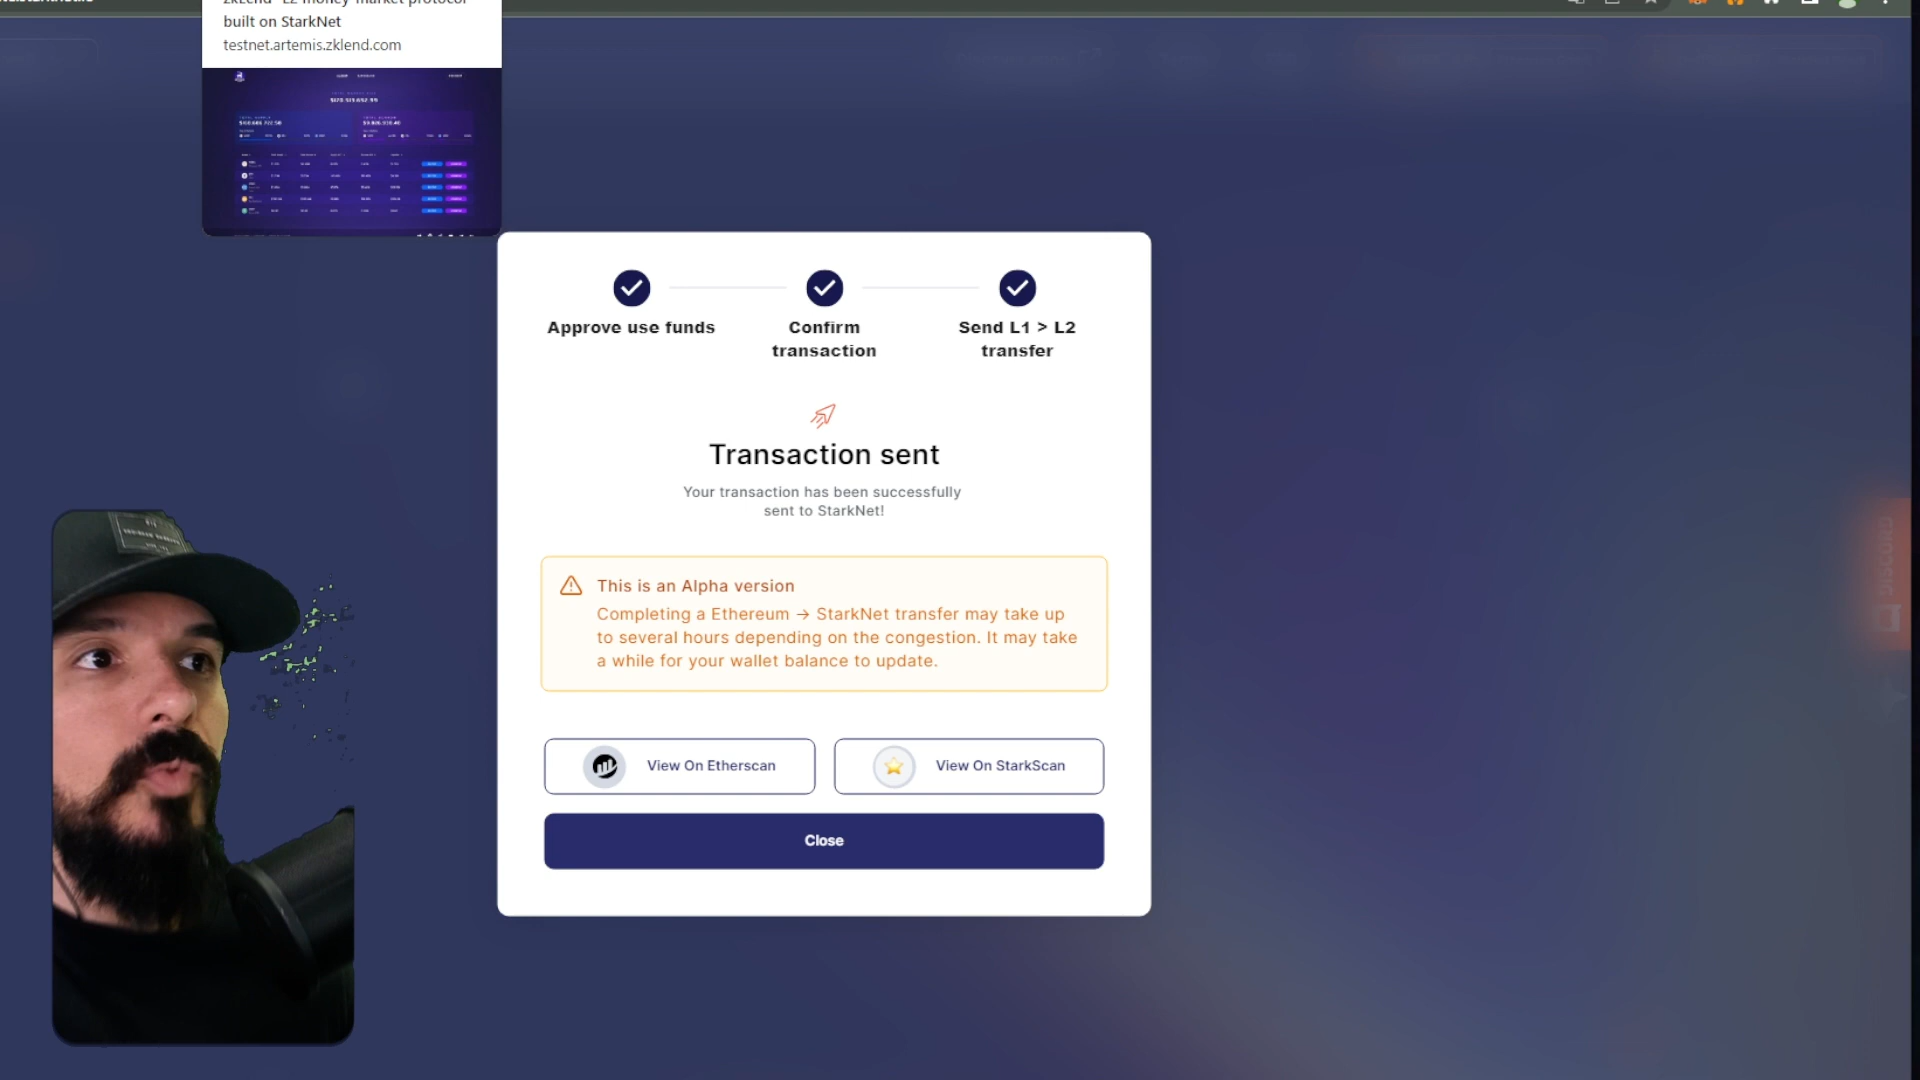 built on StarkNet
testnet.artemis.zklend.com
Approve use funds
Confirm
transaction
Send L1 > L2
transfer
Transaction sent
Your transaction has been successfully
sent to StarkNet!
This is an Alpha version
Completing a Ethereum → StarkNet transfer may take up
to several hours depending on the congestion. It may take
a while for your wallet balance to update.
View On Etherscan
View On StarkScan
Close